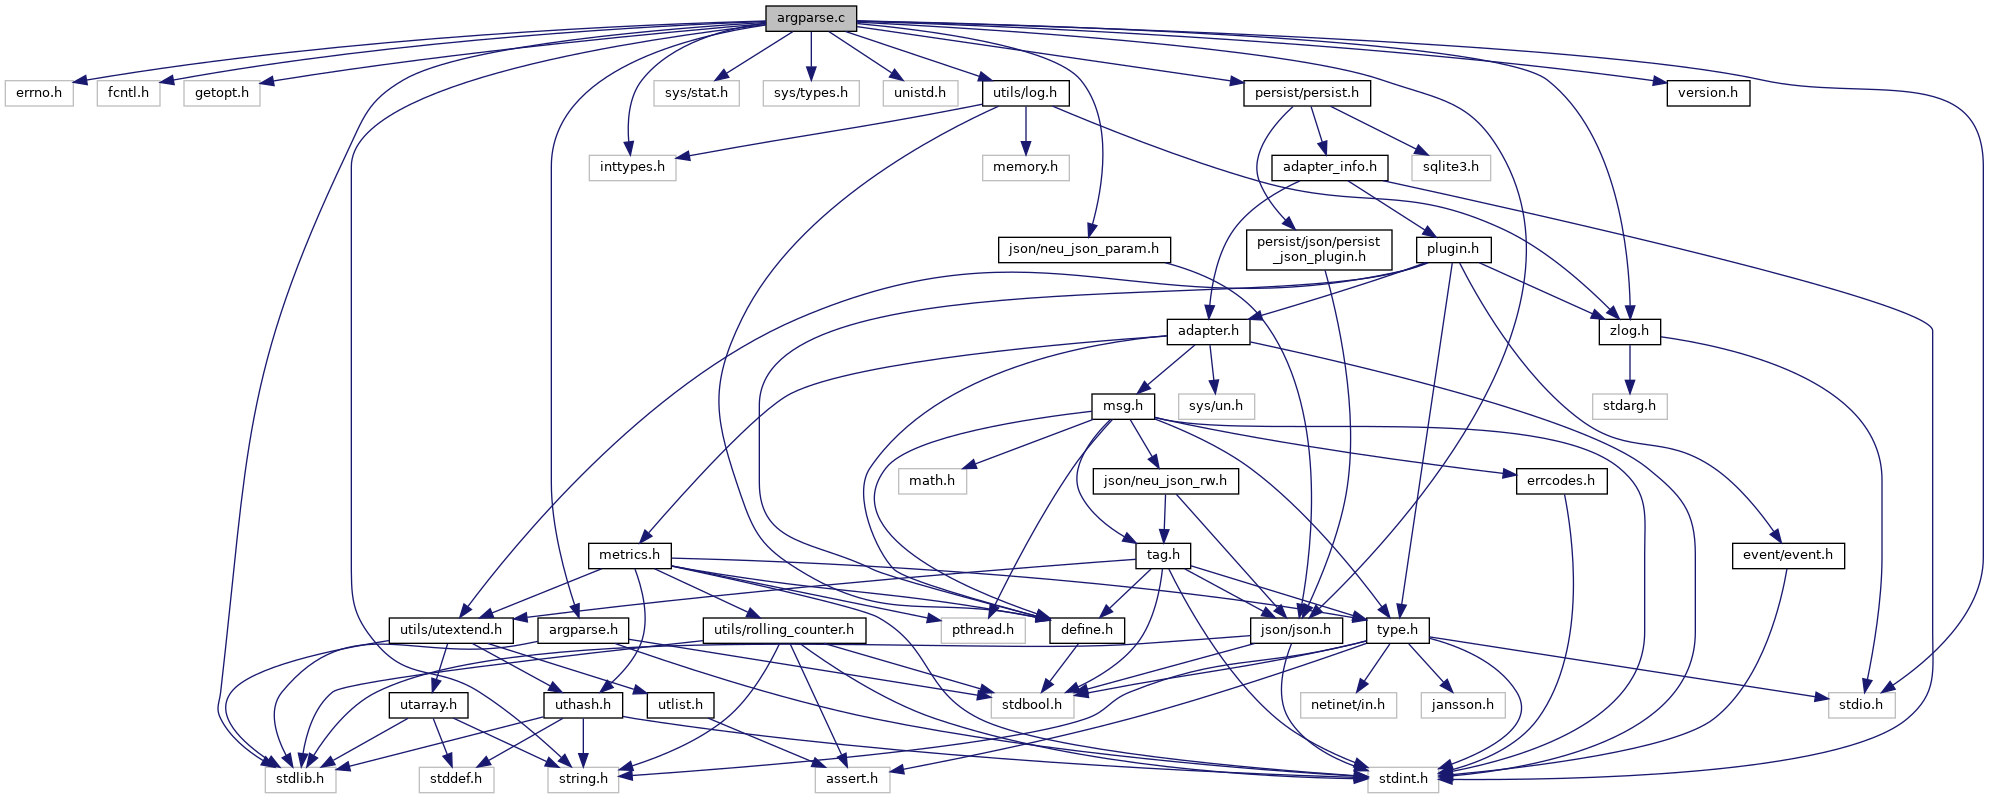 argparse.c
errno.h
fcntl.h
getopt.h
sys/stat.h
sys/types.h
unistd.h
utils/log.h
persist/persist.h
version.h
inttypes.h
memory.h
adapter_info.h
sqlite3.h
json/neu_json_param.h
persist/json/persist
_json_plugin.h
plugin.h
adapter.h
zlog.h
msg.h
sys/un.h
stdarg.h
math.h
json/neu_json_rw.h
errcodes.h
metrics.h
tag.h
event/event.h
utils/utextend.h
argparse.h
utils/rolling_counter.h
pthread.h
define.h
json/json.h
type.h
utarray.h
uthash.h
utlist.h
stdbool.h
netinet/in.h
jansson.h
stdio.h
stdlib.h
stddef.h
string.h
assert.h
stdint.h